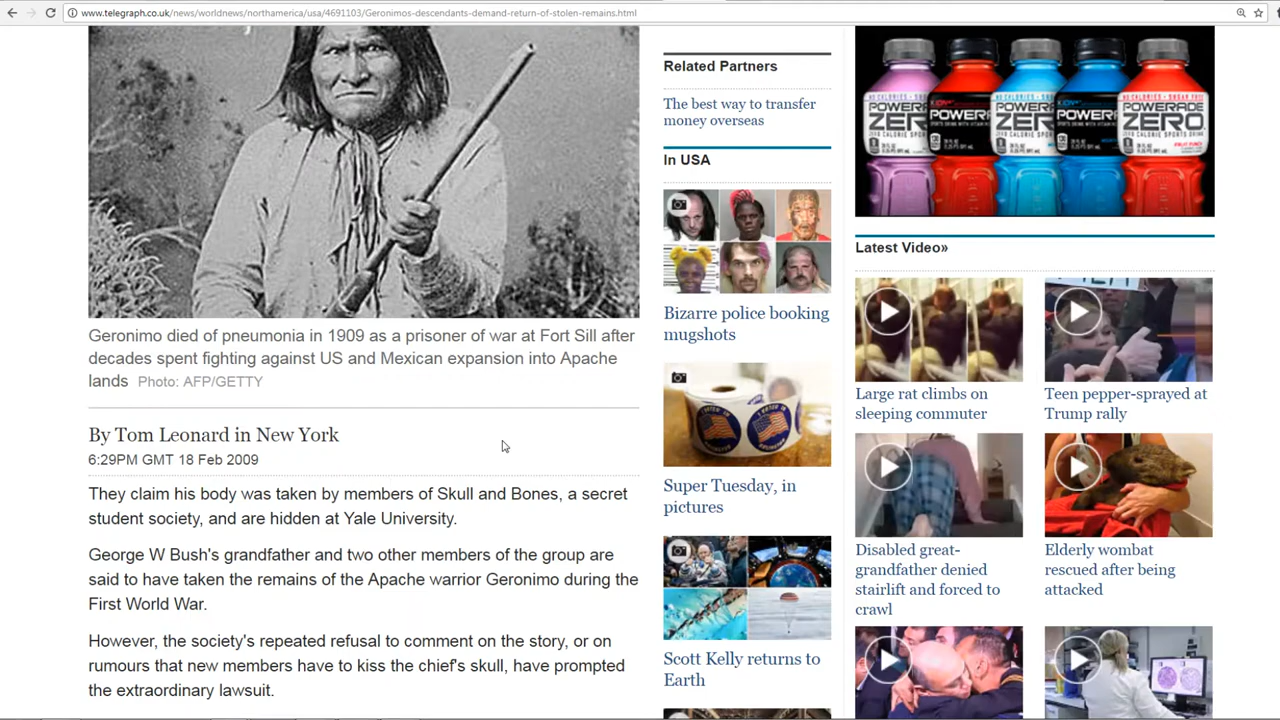 www.telegraph.co.uk/news/worldnews/northamerica/usa/4691103/Geronimos-descendants-demand-return-of-stolen-remains.html
Geronimo died of pneumonia in 1909 as a prisoner of war at Fort Sill after
decades spent fighting against US and Mexican expansion into Apache
lands Photo: AFP/GETTY
By Tom Leonard in New York
6:29PM GMT 18 Feb 2009
They claim his body was taken by members of Skull and Bones, a secret
student society, and are hidden at Yale University.
George W Bush's grandfather and two other members of the group are
said to have taken the remains of the Apache warrior Geronimo during the
First World War.
However, the society's repeated refusal to comment on the story, or on
rumours that new members have to kiss the chief's skull, have prompted
the extraordinary lawsuit.
Related Partners
The best way to transfer
money overseas
In USA
Bizarre police booking
mugshots
Super Tuesday, in
pictures
Scott Kelly returns to
Earth
POWERADE
ZERO
POWERADE
ZERO
Latest Video»
Large rat climbs on
sleeping commuter
Teen pepper-sprayed at
Trump rally
Disabled great-
grandfather denied
stairlift and forced to
crawl
Elderly wombat
rescued after being
attacked